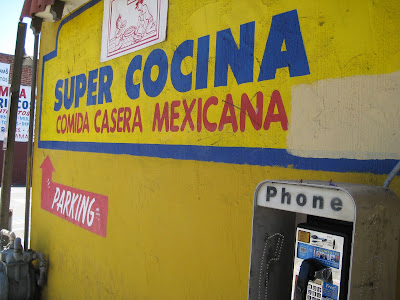 SUPER COCINA
COMIDA CASERA MEXICANA
PARKING
Phone